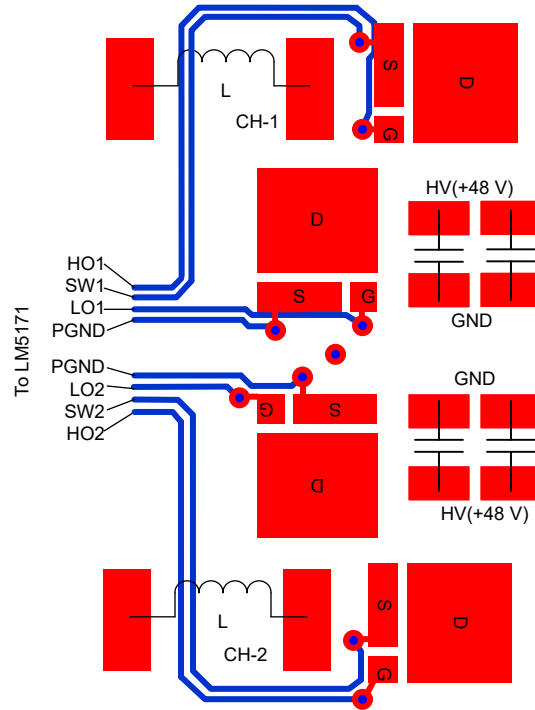 S
D
L
CH-1
G
D
HV(+48 V)
HO1
SW1
LO1
PGND
S
G
GND
To LM5171
PGND
LO2
SW2
HO2
GND
G
S
D
HV(+48 V)
S
D
L
CH-2
G